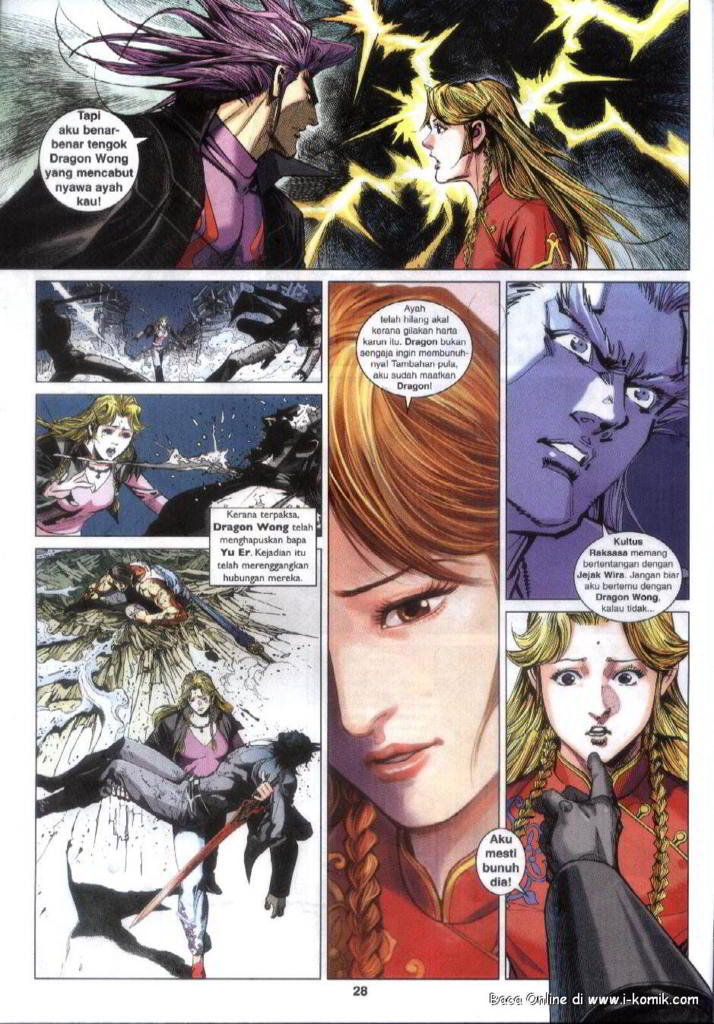 Tapi
aku benar-
benar tengok
Dragon Wong
yang mencabut
nyawa ayah
kau!
Kerana terpaksa,
Dragon Wong telah
menghapuskan bapa
Yu Er. Kejadian itu
telah merenggangkan
hubungan mereka.
Ayah
telah hilang akal
kerana gilakan harta
karun itu. Dragon bukan
sengaja ingin membunuh-
nya! Tambahan pula,
aku sudah maafkan
Dragon!
Kultus
Raksasa memang
bertentangan dengan
Jejak Wira. Jangan biar
aku bertemu dengan
Dragon Wong,
kalau tidak...
Aku
mesti
bunuh
dia!
28
Baca Online di www.i-komik.com